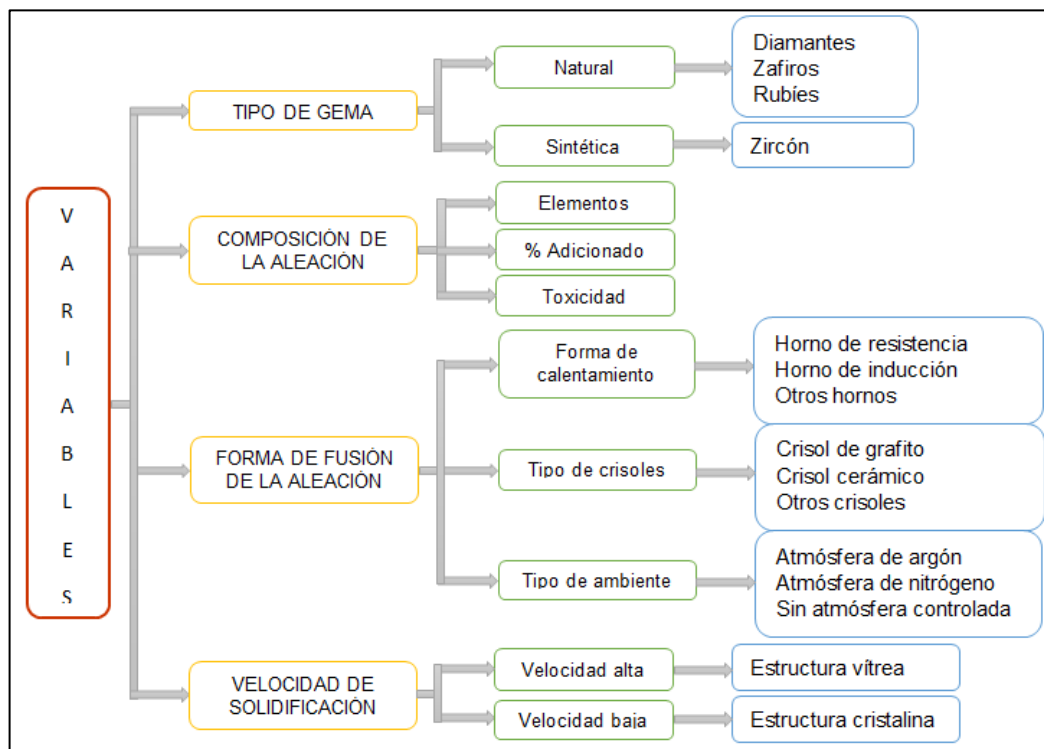 V
A
R
I
A
B
L
E
S
TIPO DE GEMA
Natural
Diamantes
Zafiros
Rubíes
Sintética
Zircón
COMPOSICIÓN DE
LA ALEACIÓN
Elementos
% Adicionado
Toxicidad
FORMA DE FUSIÓN
DE LA ALEACIÓN
Forma de
calentamiento
Horno de resistencia
Horno de inducción
Otros hornos
Tipo de crisoles
Crisol de grafito
Crisol cerámico
Otros crisoles
Tipo de ambiente
Atmósfera de argón
Atmósfera de nitrógeno
Sin atmósfera controlada
VELOCIDAD DE
SOLIDIFICACIÓN
Velocidad alta
Estructura vítrea
Velocidad baja
Estructura cristalina